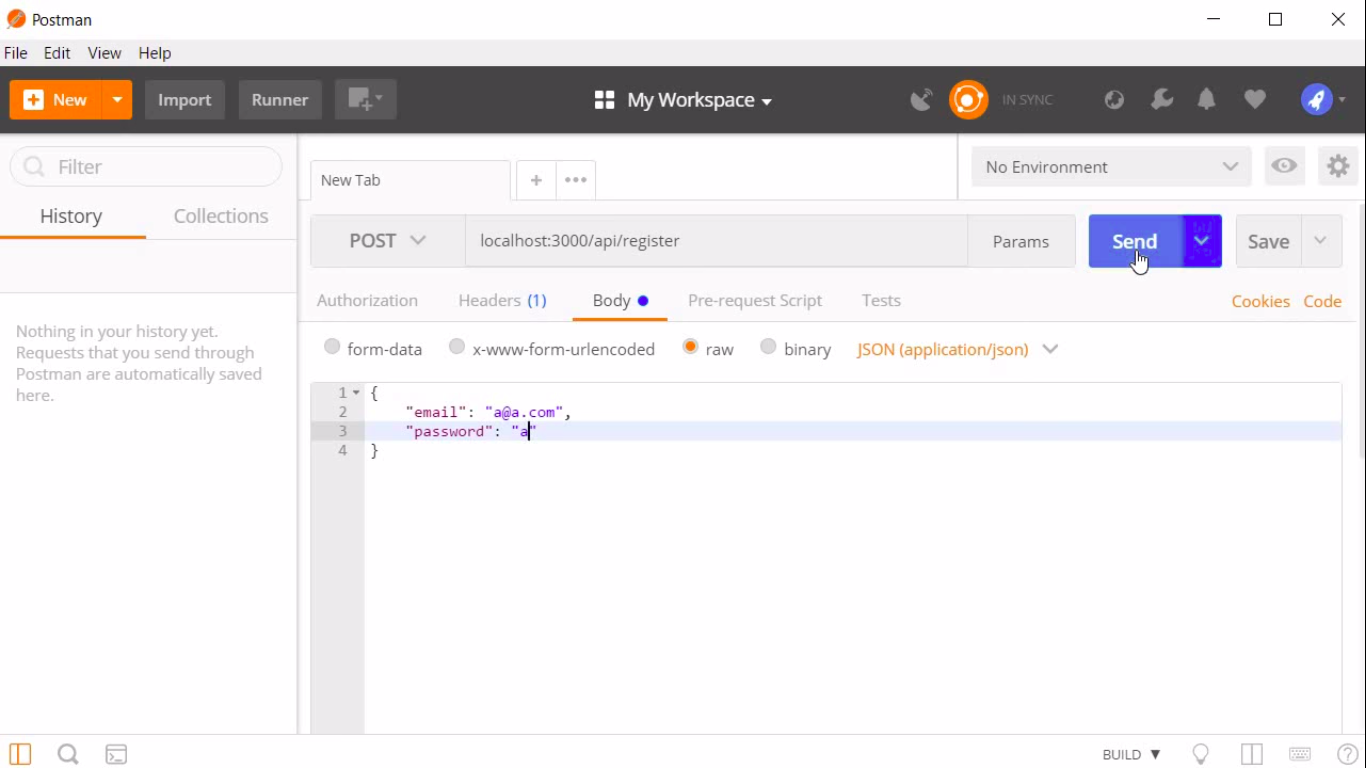 Postman
File Edit View Help
New Import Runner My Workspace IN SYNC
Filter
History Collections
Nothing in your history yet.
Requests that you send through
Postman are automatically saved
here.
New Tab + ••• No Environment
POST localhost:3000/api/register Params Send Save
Authorization Headers (1) Body Pre-request Script Tests Cookies Code
form-data x-www-form-urlencoded raw binary JSON (application/json)
1 {
2 "email": "a@a.com",
3 "password": "a"
4 }
BUILD